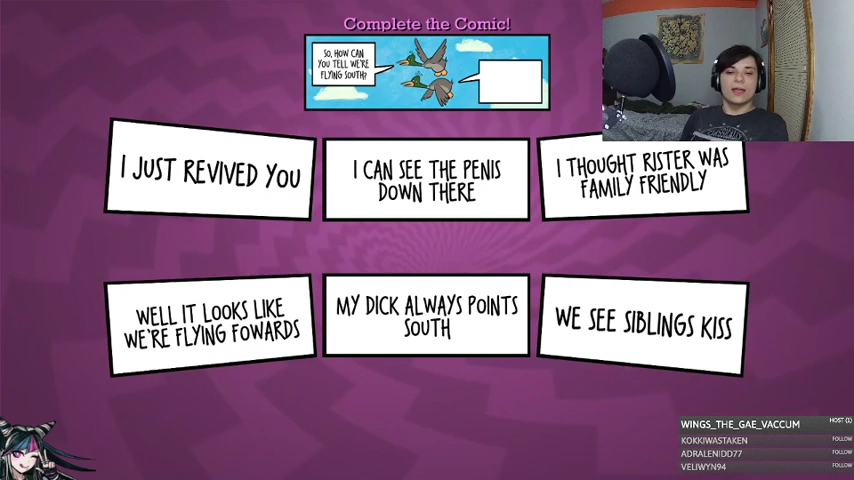 Complete the Comic!
SO, HOW CAN
YOU TELL WE'RE
FLYING SOUTH?
I JUST REVIVED YOU
I CAN SEE THE PENIS
DOWN THERE
I THOUGHT RISTER WAS
FAMILY FRIENDLY
WELL IT LOOKS LIKE
WE'RE FLYING FOWARDS
MY DICK ALWAYS POINTS
SOUTH
WE SEE SIBLINGS KISS
WINGS_THE_GAE_VACCUM HOST (1)
KOKKIWASTAKEN FOLLOW
ADRALENIDD77 FOLLOW
VELIWYN94 FOLLOW